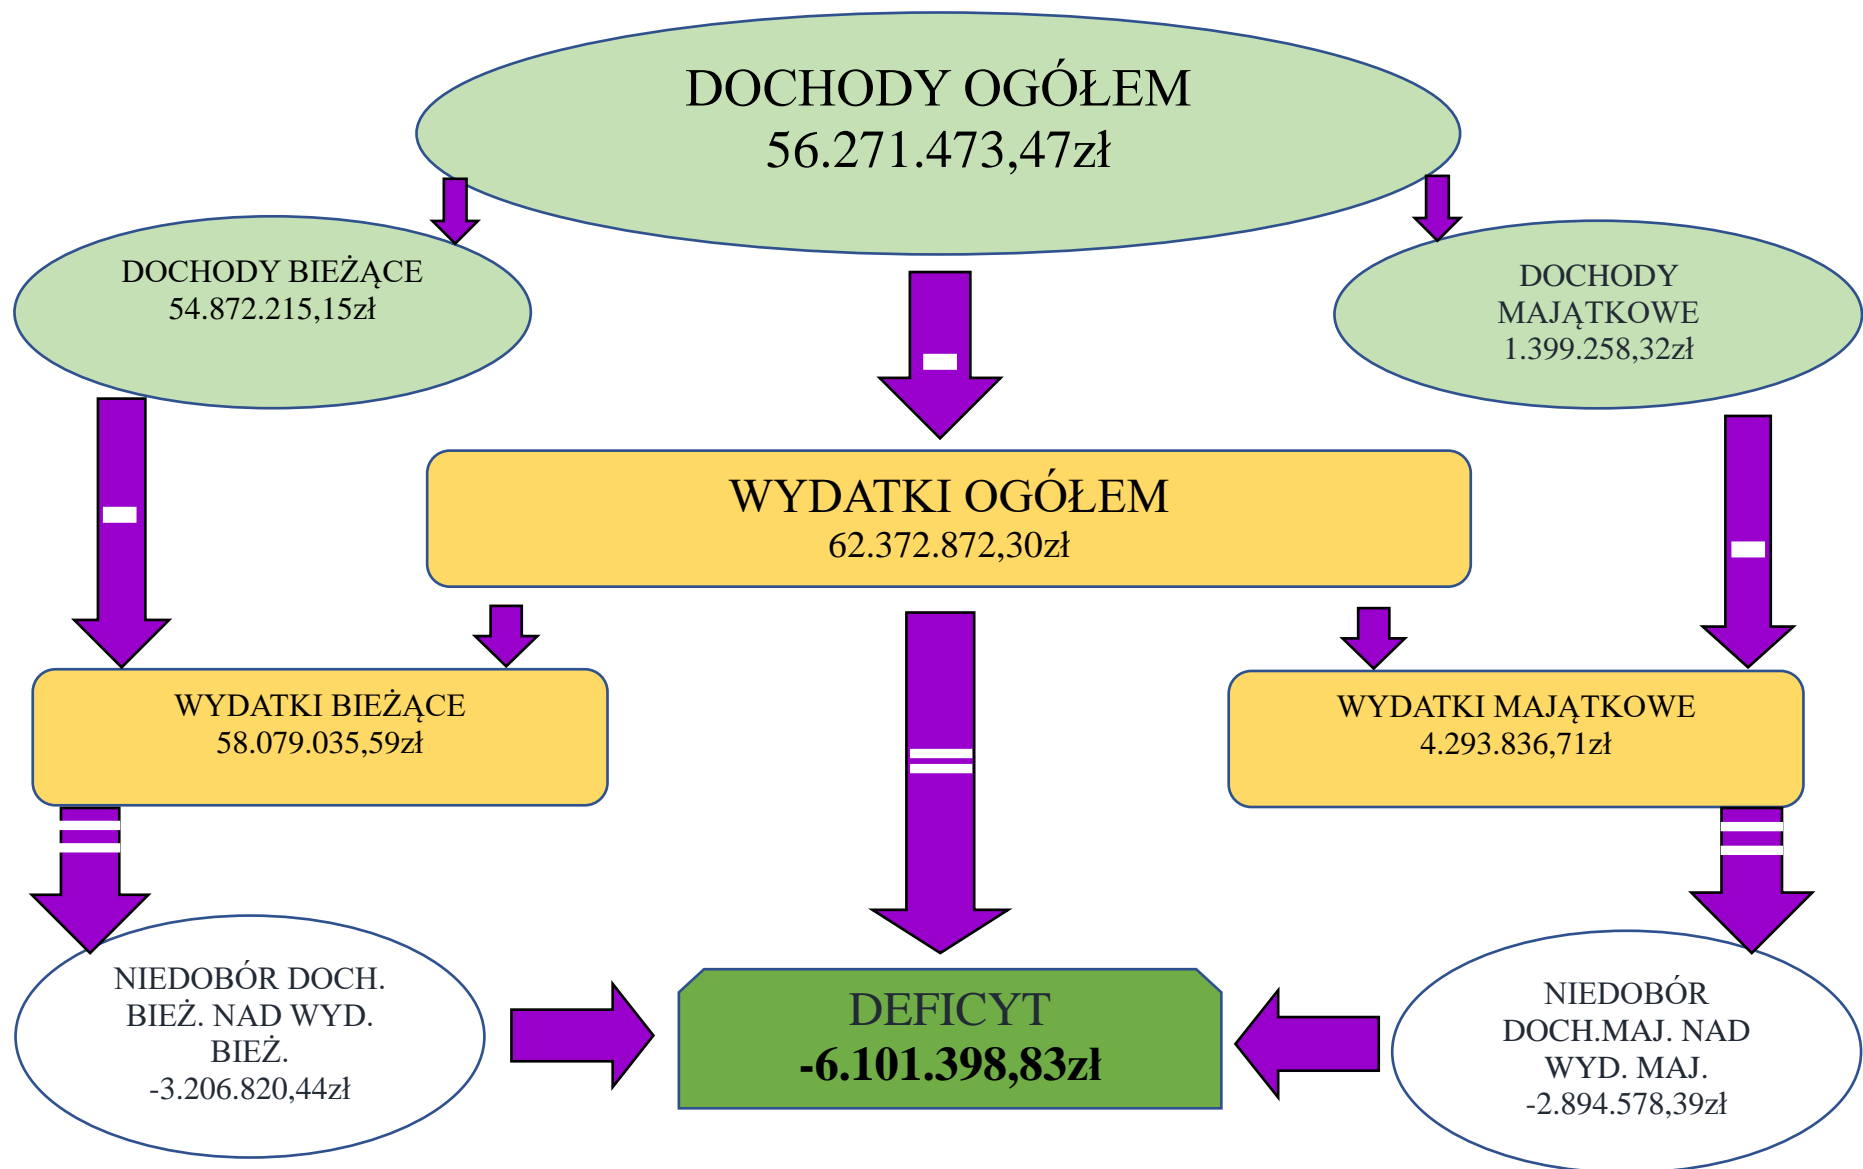 DOCHODY OGÓŁEM
56.271.473,47zł
DOCHODY BIEŻĄCE
54.872.215,15zł
DOCHODY
MAJĄTKOWE
1.399.258,32zł
WYDATKI OGÓŁEM
62.372.872,30zł
WYDATKI BIEŻĄCE
58.079.035,59zł
WYDATKI MAJĄTKOWE
4.293.836,71zł
NIEDOBÓR DOCH.
BIEŻ. NAD WYD.
BIEŻ.
-3.206.820,44zł
DEFICYT
-6.101.398,83zł
NIEDOBÓR
DOCH.MAJ. NAD
WYD. MAJ.
-2.894.578,39zł